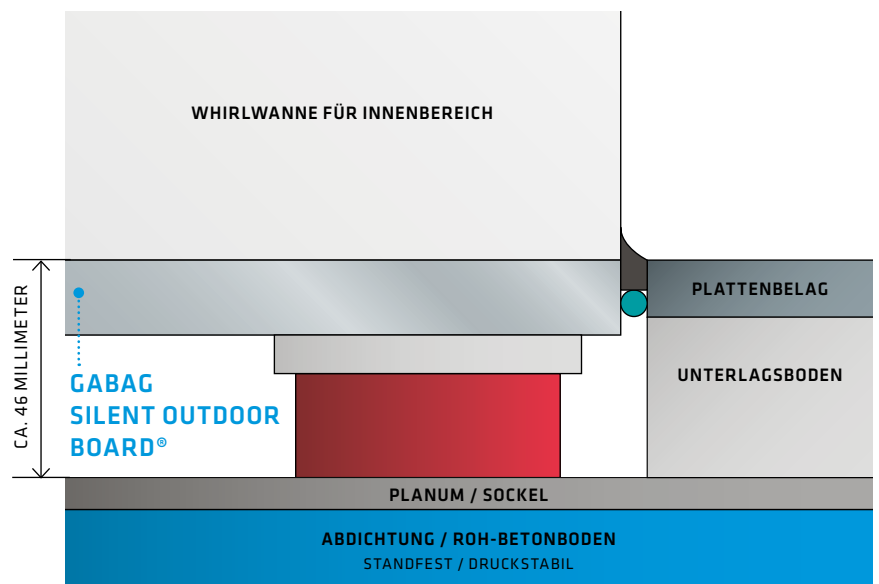 WHIRLWANNE FÜR INNENBEREICH
PLATTENBELAG
CA. 46 MILLIMETER
UNTERLAGSBODEN
GABAG
SILENT OUTDOOR
BOARD®
PLANUM / SOCKEL
ABDICHTUNG / ROH-BETONBODEN
STANDFEST / DRUCKSTABIL